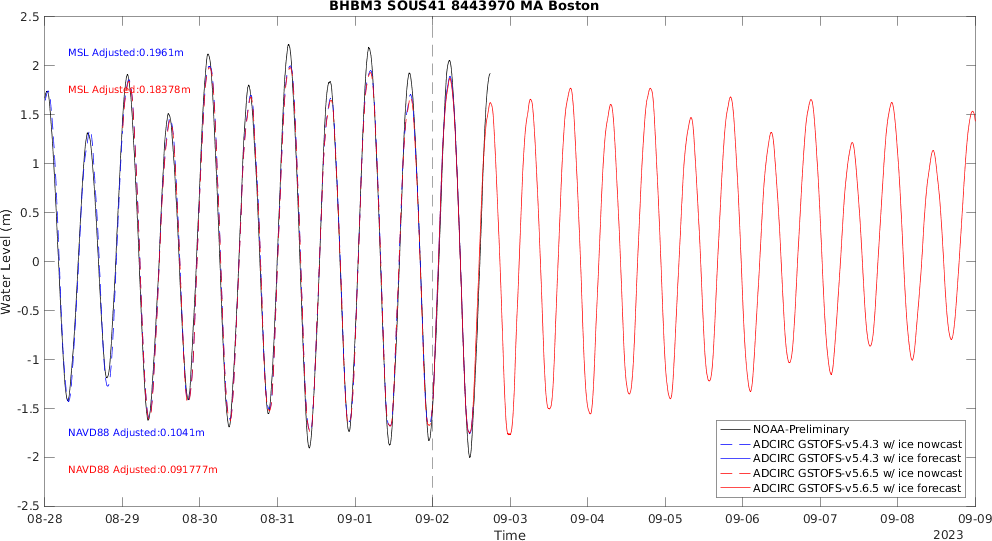 BHBM3 SOUS41 8443970 MA Boston
2.5
2
1.5
1
0.5
0
-0.5
-1
-1.5
-2
-2.5
Water Level (m)
MSL Adjusted:0.1961m
MSL Adjusted:0.18378m
NAVD88 Adjusted:0.1041m
NAVD88 Adjusted:0.091777m
NOAA-Preliminary
ADCIRC GSTOFS-v5.4.3 w/ ice nowcast
ADCIRC GSTOFS-v5.4.3 w/ ice forecast
ADCIRC GSTOFS-v5.6.5 w/ ice nowcast
ADCIRC GSTOFS-v5.6.5 w/ ice forecast
08-28 08-29 08-30 08-31 09-01 09-02 09-03 09-04 09-05 09-06 09-07 09-08 09-09
Time
2023